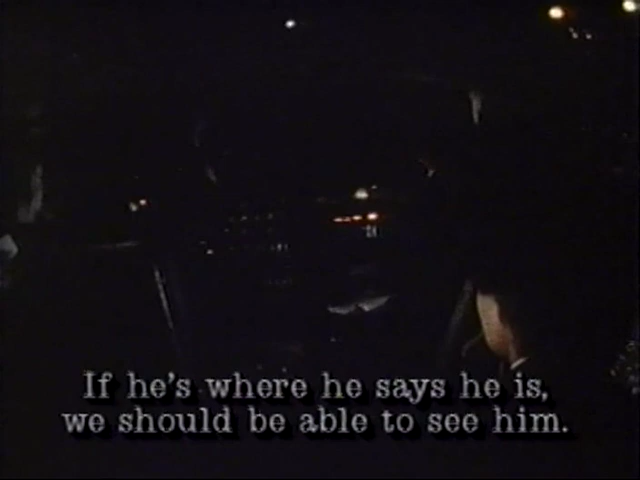 If he's where he says he is,
we should be able to see him.